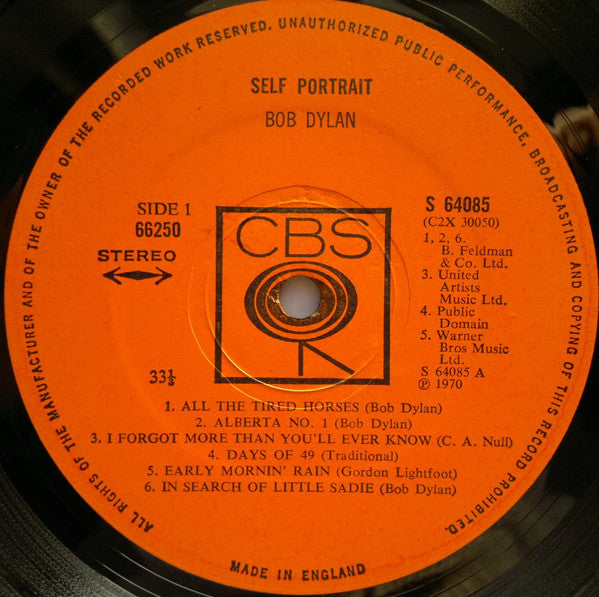 ALL RIGHTS OF THE MANUFACTURER AND OF THE OWNER OF THE RECORDED WORK RESERVED. UNAUTHORIZED PUBLIC PERFORMANCE, BROADCASTING AND COPYING OF THIS RECORD PROHIBITED.
SELF PORTRAIT
BOB DYLAN
SIDE 1
66250
STEREO
CBS
S 64085
(C2X 30050)
1, 2, 6.
B. Feldman
& Co. Ltd.
3. United
Artists
Music Ltd.
4. Public
Domain
5. Warner
Bros Music
Ltd.
S 64085 A
℗ 1970
33⅓
1. ALL THE TIRED HORSES (Bob Dylan)
2. ALBERTA NO. 1 (Bob Dylan)
3. I FORGOT MORE THAN YOU'LL EVER KNOW (C. A. Null)
4. DAYS OF 49 (Traditional)
5. EARLY MORNIN' RAIN (Gordon Lightfoot)
6. IN SEARCH OF LITTLE SADIE (Bob Dylan)
MADE IN ENGLAND